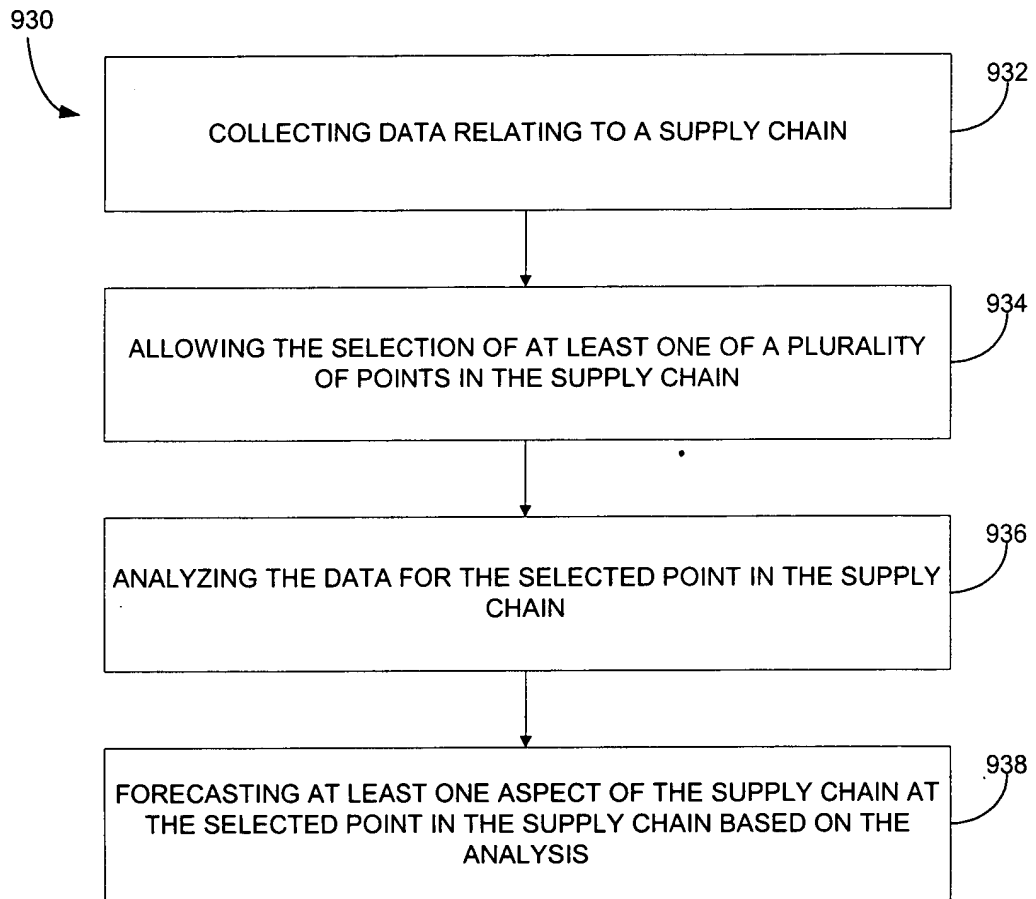 930
932
COLLECTING DATA RELATING TO A SUPPLY CHAIN
934
ALLOWING THE SELECTION OF AT LEAST ONE OF A PLURALITY
OF POINTS IN THE SUPPLY CHAIN
936
ANALYZING THE DATA FOR THE SELECTED POINT IN THE SUPPLY
CHAIN
938
FORECASTING AT LEAST ONE ASPECT OF THE SUPPLY CHAIN AT
THE SELECTED POINT IN THE SUPPLY CHAIN BASED ON THE
ANALYSIS